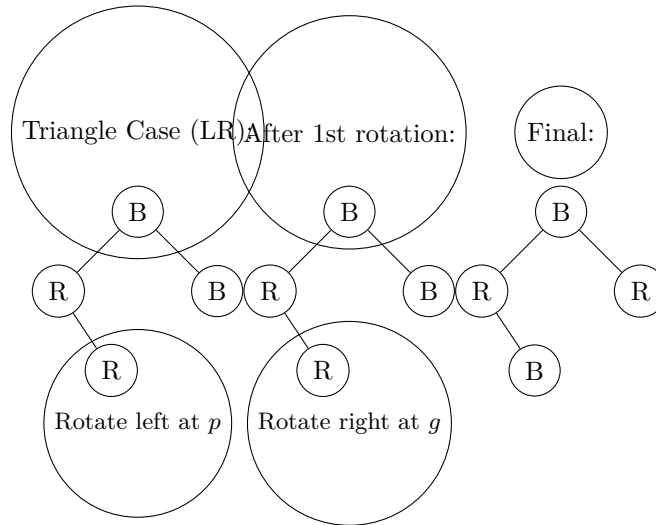 Triangle Case (LR):
After 1st rotation:
Final:
B
B
B
R
B
R
B
R
R
R
R
B
Rotate left at p
Rotate right at g